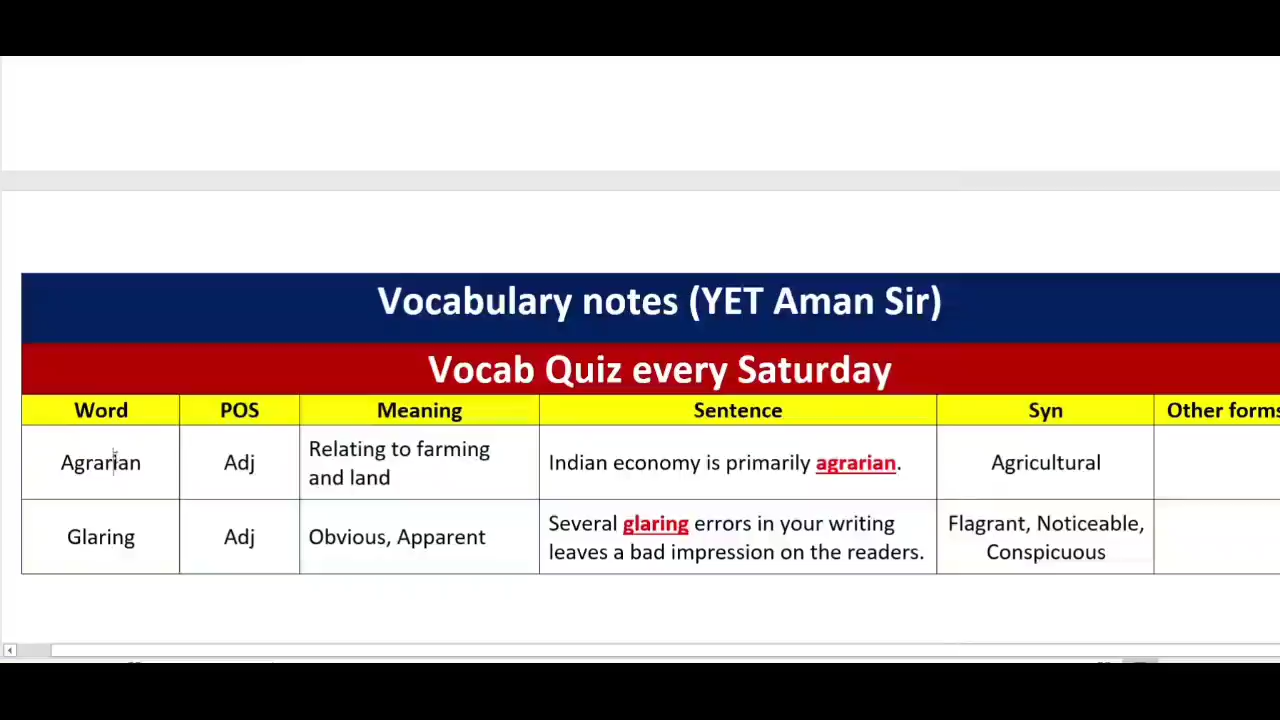 Vocabulary notes (YET Aman Sir)
Vocab Quiz every Saturday
Word POS Meaning Sentence Syn Other forms
Agrarian Adj Relating to farming and land Indian economy is primarily agrarian. Agricultural
Glaring Adj Obvious, Apparent Several glaring errors in your writing leaves a bad impression on the readers. Flagrant, Noticeable, Conspicuous